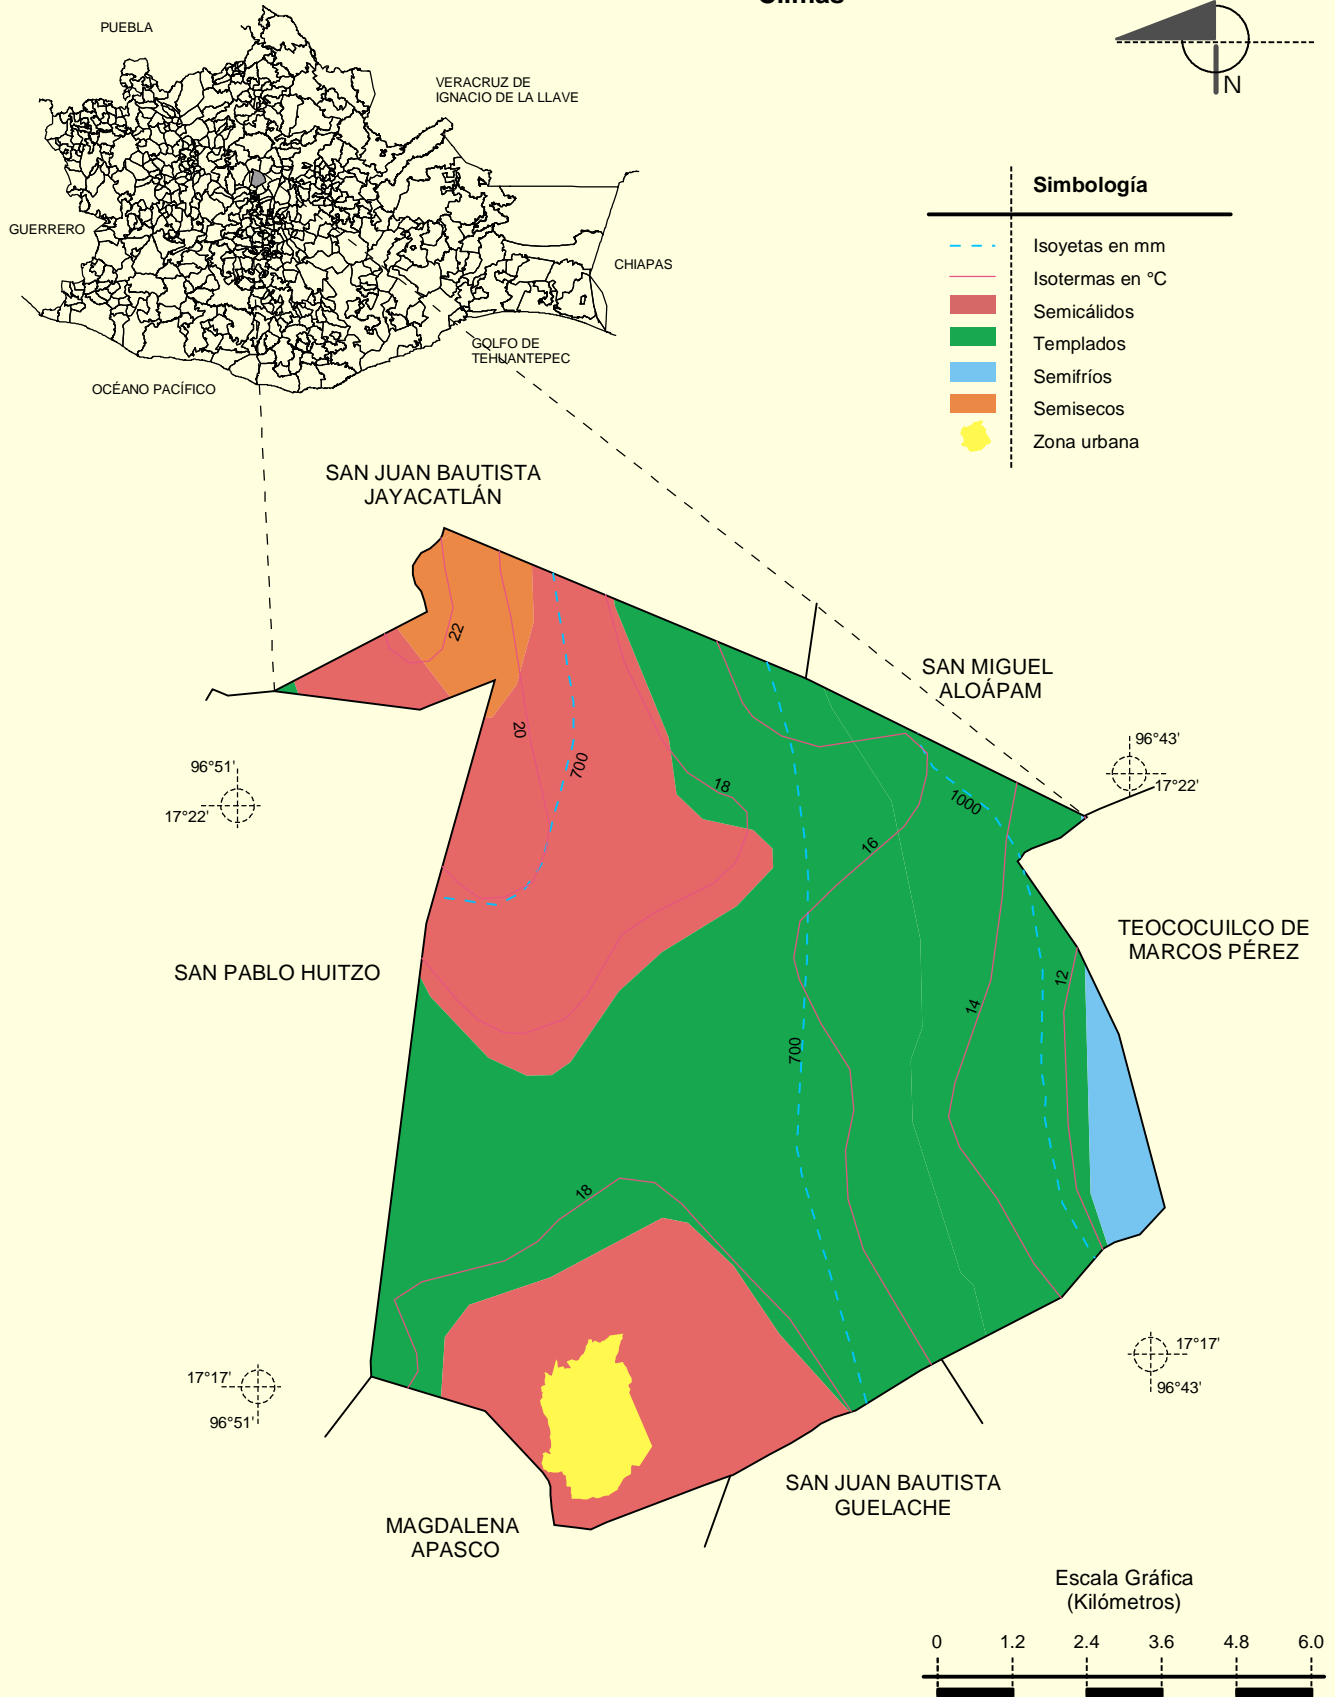 Climas
PUEBLA
VERACRUZ DE
IGNACIO DE LA LLAVE
GUERRERO
CHIAPAS
GOLFO DE
TEHUANTEPEC
OCÉANO PACÍFICO
N
Simbología
Isoyetas en mm
Isotermas en °C
Semicálidos
Templados
Semifríos
Semisecos
Zona urbana
SAN JUAN BAUTISTA
JAYACATLÁN
SAN MIGUEL
ALOÁPAM
22
20
700
18
16
1000
96°51'
17°22'
96°43'
17°22'
TEOCOCUILCO DE
MARCOS PÉREZ
SAN PABLO HUITZO
12
14
700
18
17°17'
96°51'
17°17'
96°43'
SAN JUAN BAUTISTA
GUELACHE
MAGDALENA
APASCO
Escala Gráfica
(Kilómetros)
0 1.2 2.4 3.6 4.8 6.0